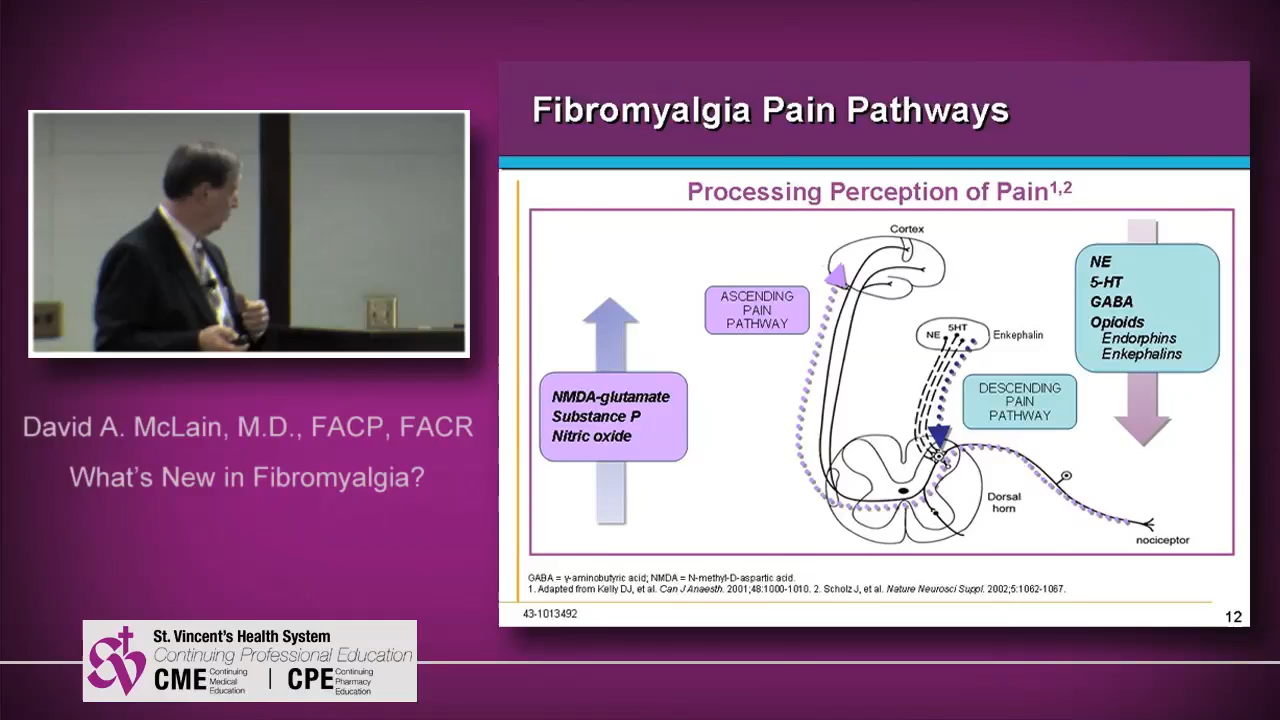 Fibromyalgia Pain Pathways
Processing Perception of Pain1,2
Cortex
ASCENDING
PAIN
PATHWAY
NE
5-HT
GABA
Opioids
Endorphins
Enkephalins
NE 5HT
Enkephalin
NMDA-glutamate
Substance P
Nitric oxide
DESCENDING
PAIN
PATHWAY
Dorsal
horn
nociceptor
GABA = γ-aminobutyric acid; NMDA = N-methyl-D-aspartic acid.
1. Adapted from Kelly DJ, et al. Can J Anaesth. 2001;48:1000-1010. 2. Scholz J, et al. Nature Neurosci Suppl. 2002;5:1062-1067.
43-1013492
12
David A. McLain, M.D., FACP, FACR
What's New in Fibromyalgia?
St. Vincent's Health System
Continuing Professional Education
CME Continuing Medical Education | CPE Continuing Pharmacy Education